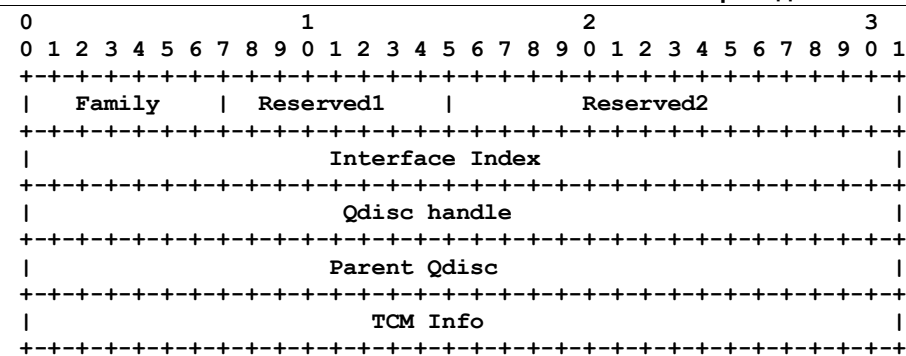 0                   1                   2                   3
0 1 2 3 4 5 6 7 8 9 0 1 2 3 4 5 6 7 8 9 0 1 2 3 4 5 6 7 8 9 0 1
+-+-+-+-+-+-+-+-+-+-+-+-+-+-+-+-+-+-+-+-+-+-+-+-+-+-+-+-+-+-+-+
| Family | Reserved1 | Reserved2 |
+-+-+-+-+-+-+-+-+-+-+-+-+-+-+-+-+-+-+-+-+-+-+-+-+-+-+-+-+-+-+-+
| Interface Index |
+-+-+-+-+-+-+-+-+-+-+-+-+-+-+-+-+-+-+-+-+-+-+-+-+-+-+-+-+-+-+-+
| Qdisc handle |
+-+-+-+-+-+-+-+-+-+-+-+-+-+-+-+-+-+-+-+-+-+-+-+-+-+-+-+-+-+-+-+
| Parent Qdisc |
+-+-+-+-+-+-+-+-+-+-+-+-+-+-+-+-+-+-+-+-+-+-+-+-+-+-+-+-+-+-+-+
| TCM Info |
+-+-+-+-+-+-+-+-+-+-+-+-+-+-+-+-+-+-+-+-+-+-+-+-+-+-+-+-+-+-+-+